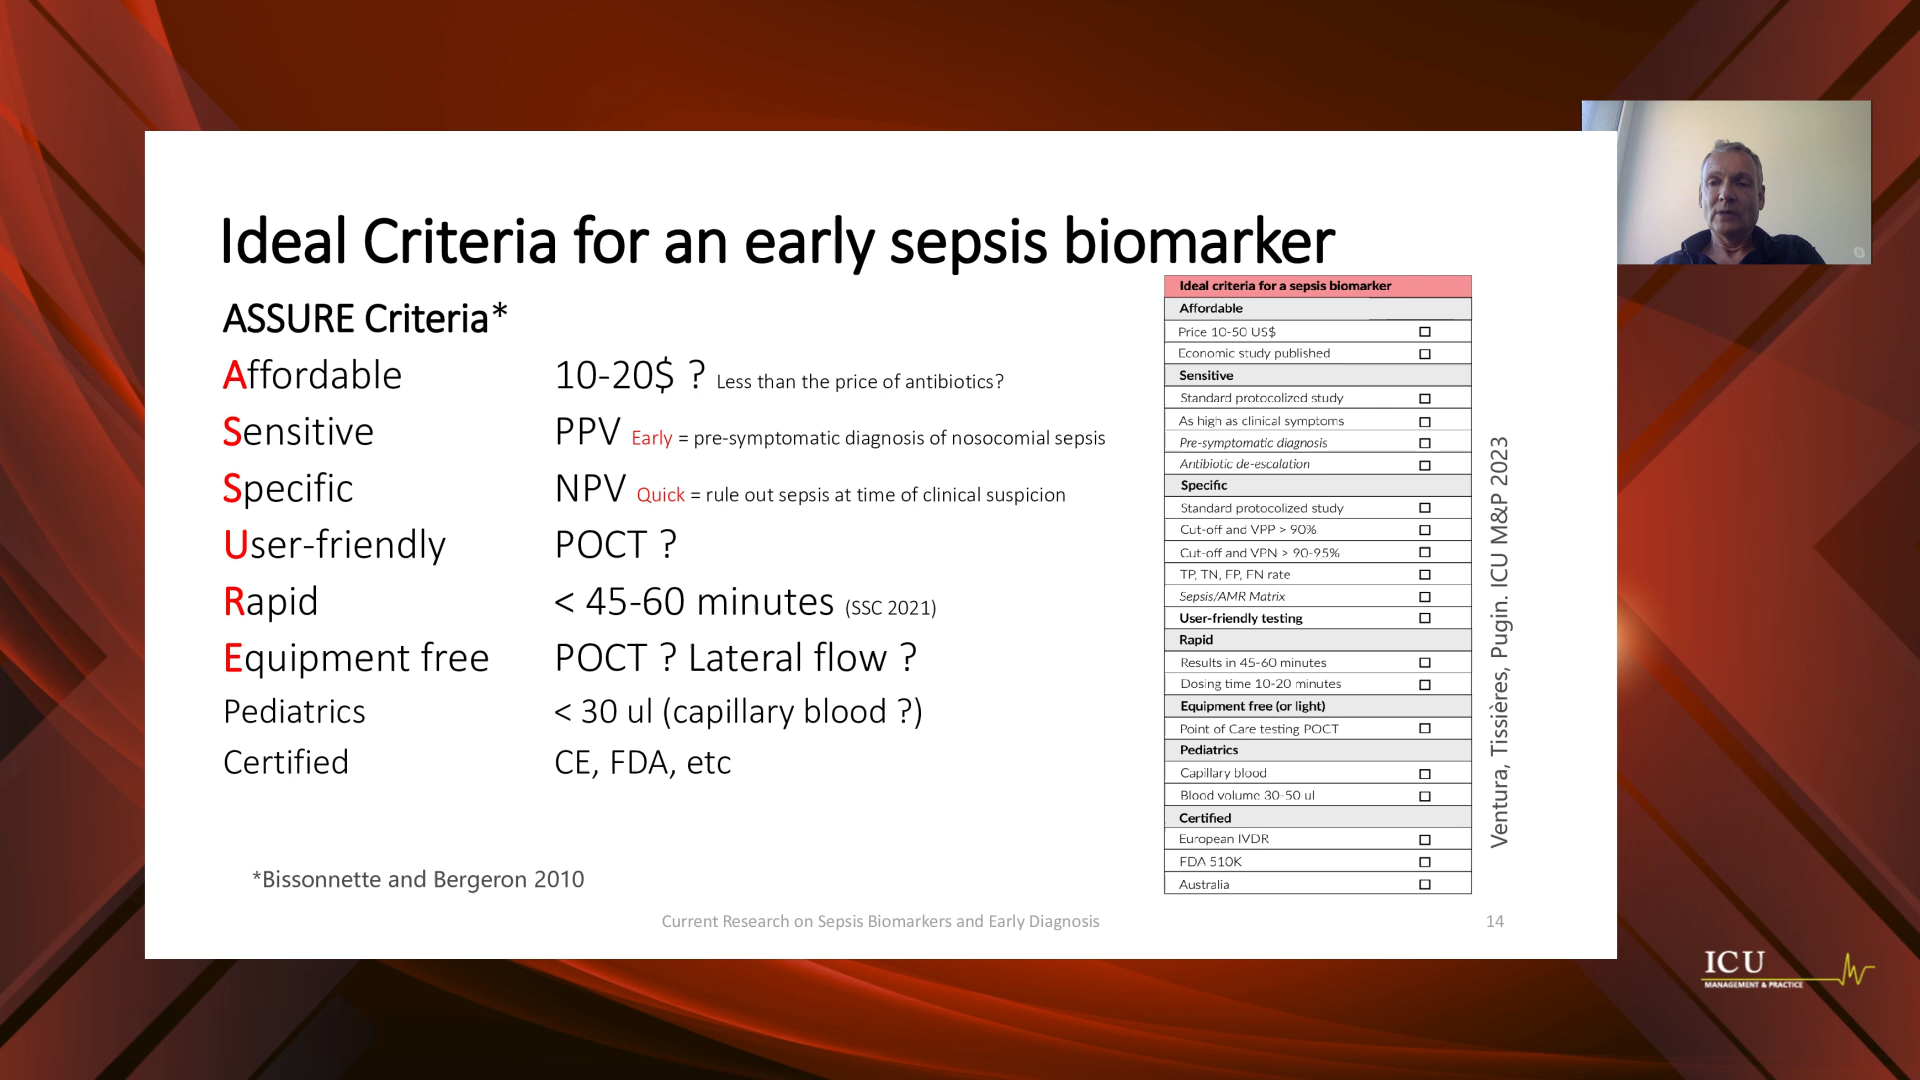 Ideal Criteria for an early sepsis biomarker
ASSURE Criteria*
Affordable 10-20$ ? Less than the price of antibiotics?
Sensitive PPV Early = pre-symptomatic diagnosis of nosocomial sepsis
Specific NPV Quick = rule out sepsis at time of clinical suspicion
User-friendly POCT ?
Rapid < 45-60 minutes (SSC 2021)
Equipment free POCT ? Lateral flow ?
Pediatrics < 30 ul (capillary blood ?)
Certified CE, FDA, etc
*Bissonnette and Bergeron 2010
Ideal criteria for a sepsis biomarker
Affordable
Price 10-50 US$
Economic study published
Sensitive
Standard protocolized study
As high as clinical symptoms
Pre-symptomatic diagnosis
Antibiotic de-escalation
Specific
Standard protocolized study
Cut-off and VPP > 90%
Cut-off and VPN > 90-95%
TP, TN, FP, FN rate
Sepsis/AMR Matrix
User-friendly testing
Rapid
Results in 45-60 minutes
Dosing time 10-20 minutes
Equipment free (or light)
Point of Care testing POCT
Pediatrics
Capillary blood
Blood volume 30-50 ul
Certified
European IVDR
FDA 510K
Australia
Ventura, Tissières, Pugin. ICU M&P 2023
Current Research on Sepsis Biomarkers and Early Diagnosis
14
ICU
MANAGEMENT & PRACTICE